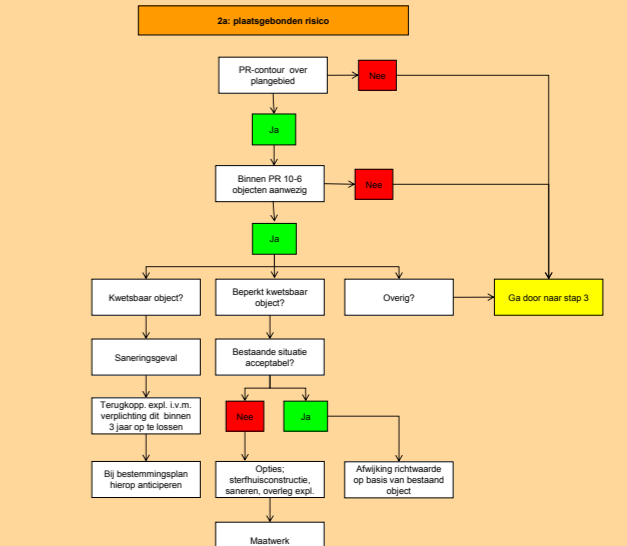 2a: plaatsgebonden risico
PR-contour over
plangebied
Nee
Ja
Binnen PR 10-6
objecten aanwezig
Nee
Ja
Kwetsbaar object?
Beperkt kwetsbaar
object?
Overig?
Ga door naar stap 3
Saneringsgeval
Bestaande situatie
acceptabel?
Terugkopp. expl. i.v.m.
verplichting dit binnen
3 jaar op te lossen
Nee
Ja
Bij bestemmingsplan
hierop anticiperen
Opties;
sterfhuisconstructie,
saneren, overleg expl.
Afwijking richtwaarde
op basis van bestaand
object
Maatwerk